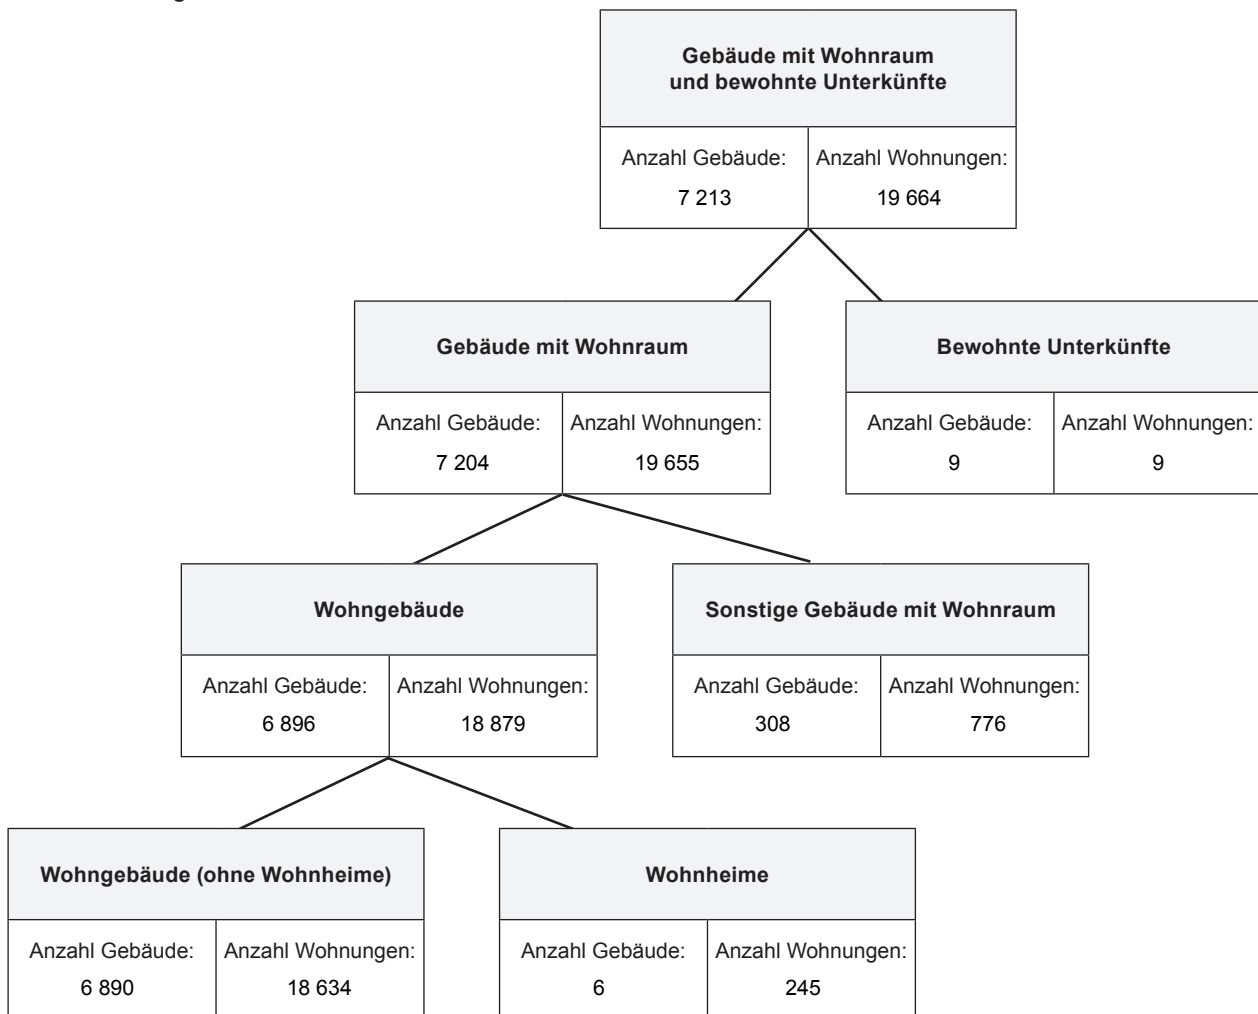 Gebäude mit Wohnraum
und bewohnte Unterkünfte
Anzahl Gebäude: Anzahl Wohnungen:
7 213 19 664
Gebäude mit Wohnraum
Anzahl Gebäude: Anzahl Wohnungen:
7 204 19 655
Bewohnte Unterkünfte
Anzahl Gebäude: Anzahl Wohnungen:
9 9
Wohngebäude
Anzahl Gebäude: Anzahl Wohnungen:
6 896 18 879
Sonstige Gebäude mit Wohnraum
Anzahl Gebäude: Anzahl Wohnungen:
308 776
Wohngebäude (ohne Wohnheime)
Anzahl Gebäude: Anzahl Wohnungen:
6 890 18 634
Wohnheime
Anzahl Gebäude: Anzahl Wohnungen:
6 245